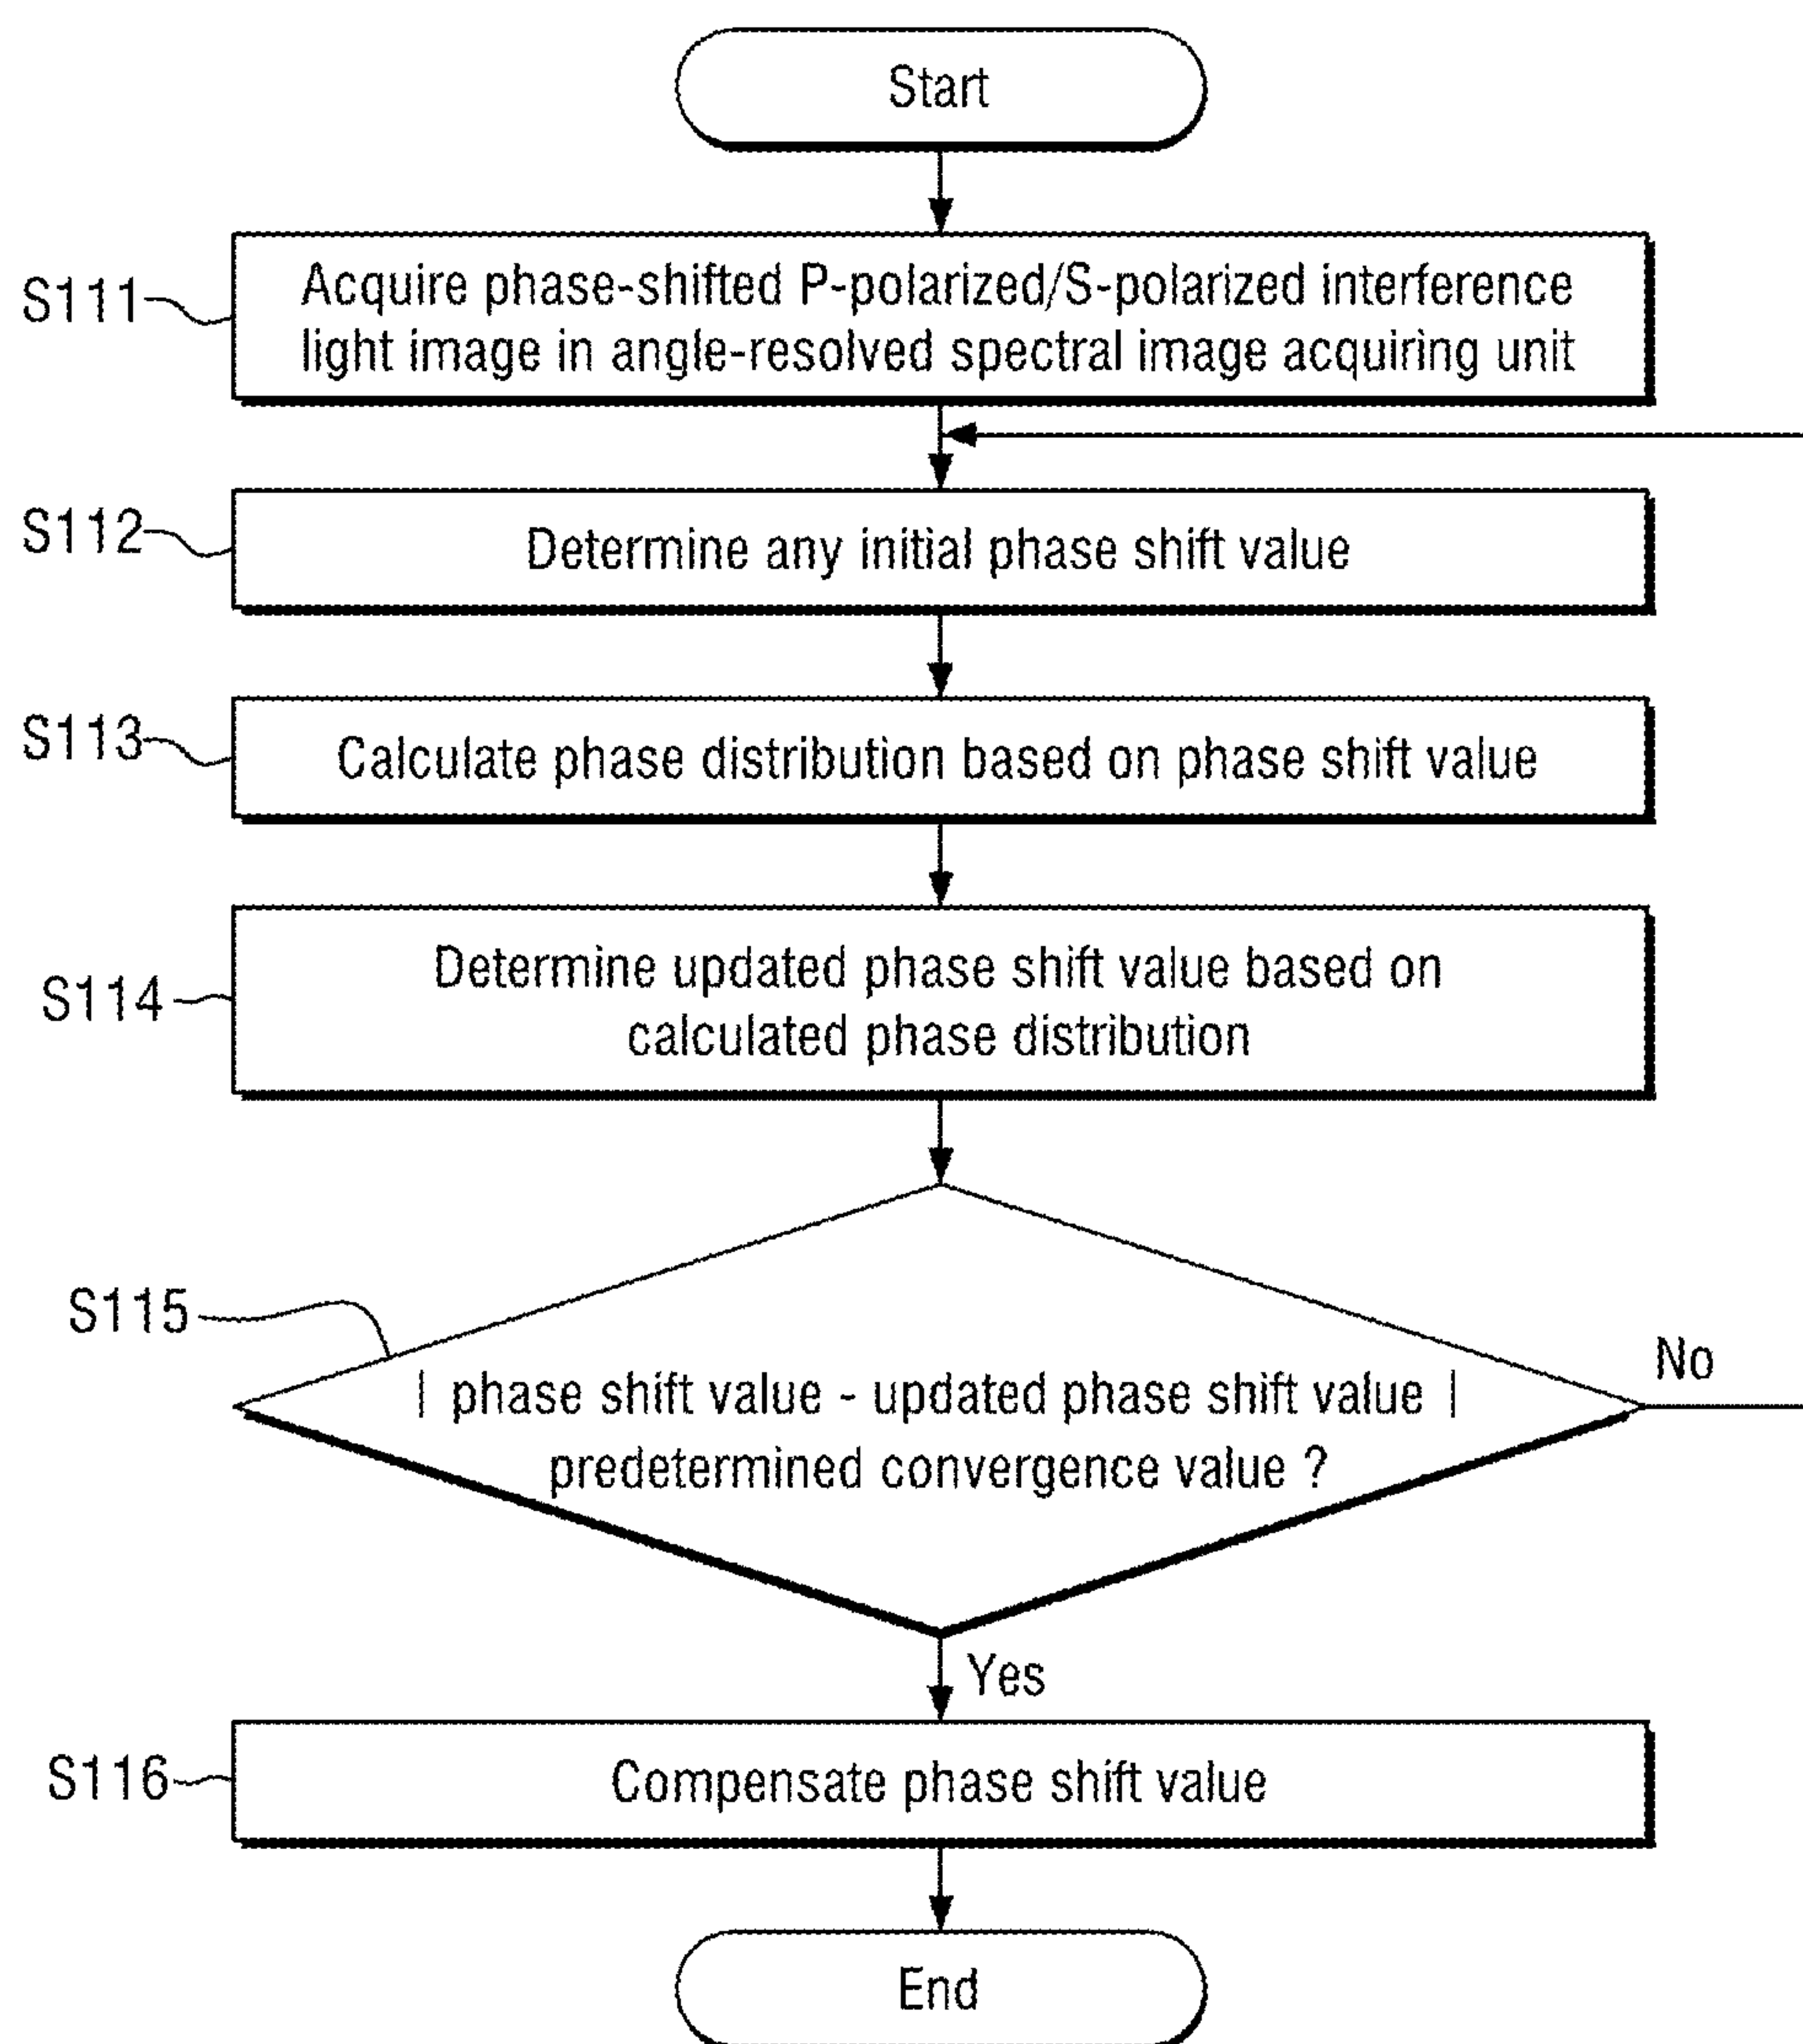 Start
S111
Acquire phase-shifted P-polarized/S-polarized interference
light image in angle-resolved spectral image acquiring unit
S112
Determine any initial phase shift value
S113
Calculate phase distribution based on phase shift value
S114
Determine updated phase shift value based on
calculated phase distribution
S115
| phase shift value - updated phase shift value |
predetermined convergence value ?
No
Yes
S116
Compensate phase shift value
End